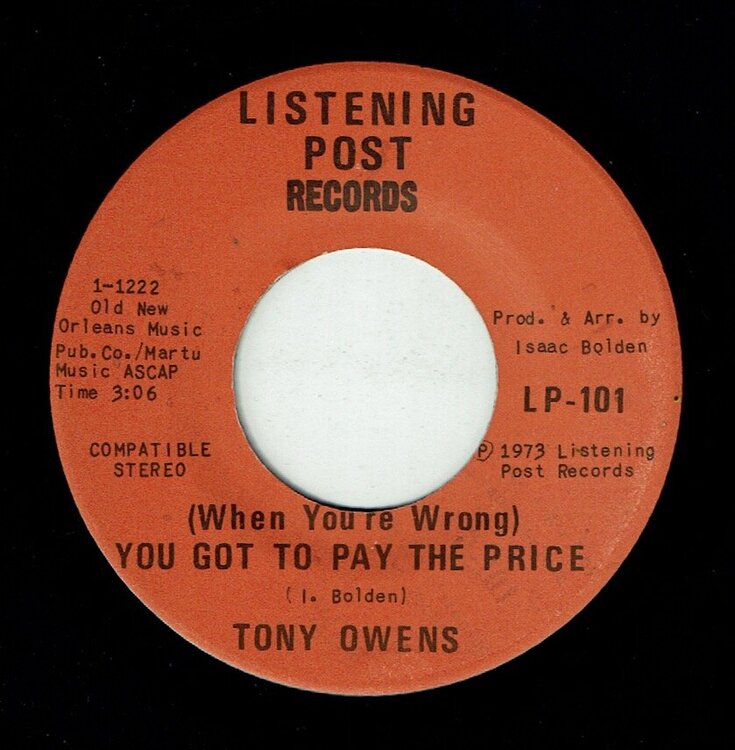 LISTENING
POST
RECORDS
1-1222
Old New
Orleans Music
Pub.Co./Martu
Music ASCAP
Time 3:06
COMPATIBLE
STEREO
Prod. & Arr. by
Isaac Bolden
LP-101
℗ 1973 Listening
Post Records
(When You're Wrong)
YOU GOT TO PAY THE PRICE
(I. Bolden)
TONY OWENS